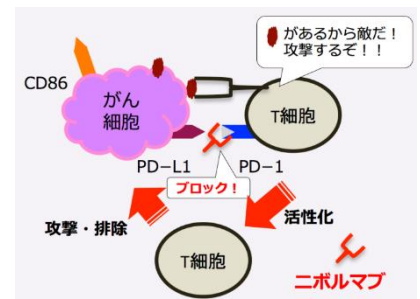 があるから敵だ！
攻撃するぞ！！
CD86
がん
細胞
T細胞
PD−L1
PD−1
ブロック！
攻撃・排除
活性化
T細胞
ニボルマブ